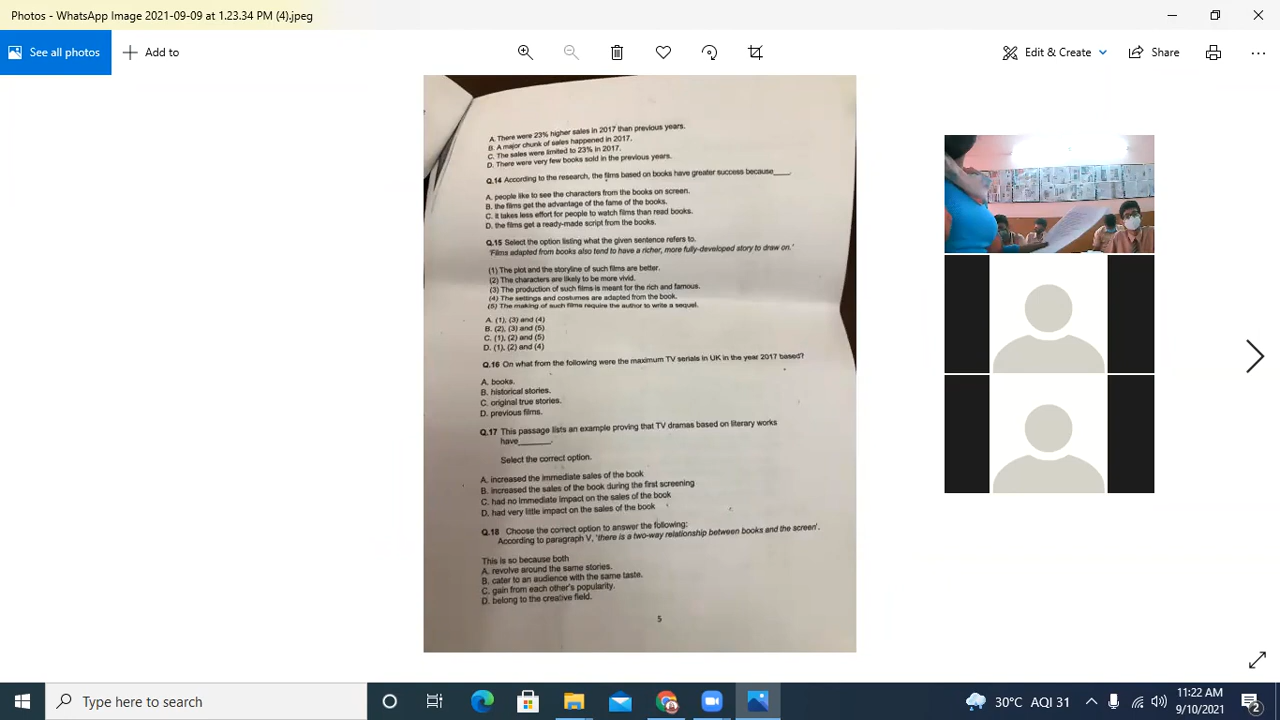 Photos - WhatsApp Image 2021-09-09 at 1.23.34 PM (4).jpeg
See all photos
Add to
Edit & Create
Share
A. There were 23% higher sales in 2017 than previous years.
B. A major chunk of sales happened in 2017.
C. The sales were limited to 23% in 2017.
D. There were very few books sold in the previous years.
Q.14 According to the research, the films based on books have greater success because____.
A. people like to see the characters from the books on screen.
B. the films get the advantage of the fame of the books.
C. it takes less effort for people to watch films than read books.
D. the films get a ready-made script from the books.
Q.15 Select the option listing what the given sentence refers to.
'Films adapted from books also tend to have a richer, more fully-developed story to draw on.'
(1) The plot and the storyline of such films are better.
(2) The characters are likely to be more vivid.
(3) The production of such films is meant for the rich and famous.
(4) The settings and costumes are adapted from the book.
(5) The making of such films require the author to write a sequel.
A. (1), (3) and (4)
B. (2), (3) and (5)
C. (1), (2) and (5)
D. (1), (2) and (4)
Q.16 On what from the following were the maximum TV serials in UK in the year 2017 based?
A. books.
B. historical stories.
C. original true stories.
D. previous films.
Q.17 This passage lists an example proving that TV dramas based on literary works
have_______.
Select the correct option.
A. increased the immediate sales of the book
B. increased the sales of the book during the first screening
C. had no immediate impact on the sales of the book
D. had very little impact on the sales of the book
Q.18 Choose the correct option to answer the following:
According to paragraph V, 'there is a two-way relationship between books and the screen'.
This is so because both
A. revolve around the same stories.
B. cater to an audience with the same taste.
C. gain from each other's popularity.
D. belong to the creative field.
5
Type here to search
30°C AQI 31
11:22 AM
9/10/2021
2